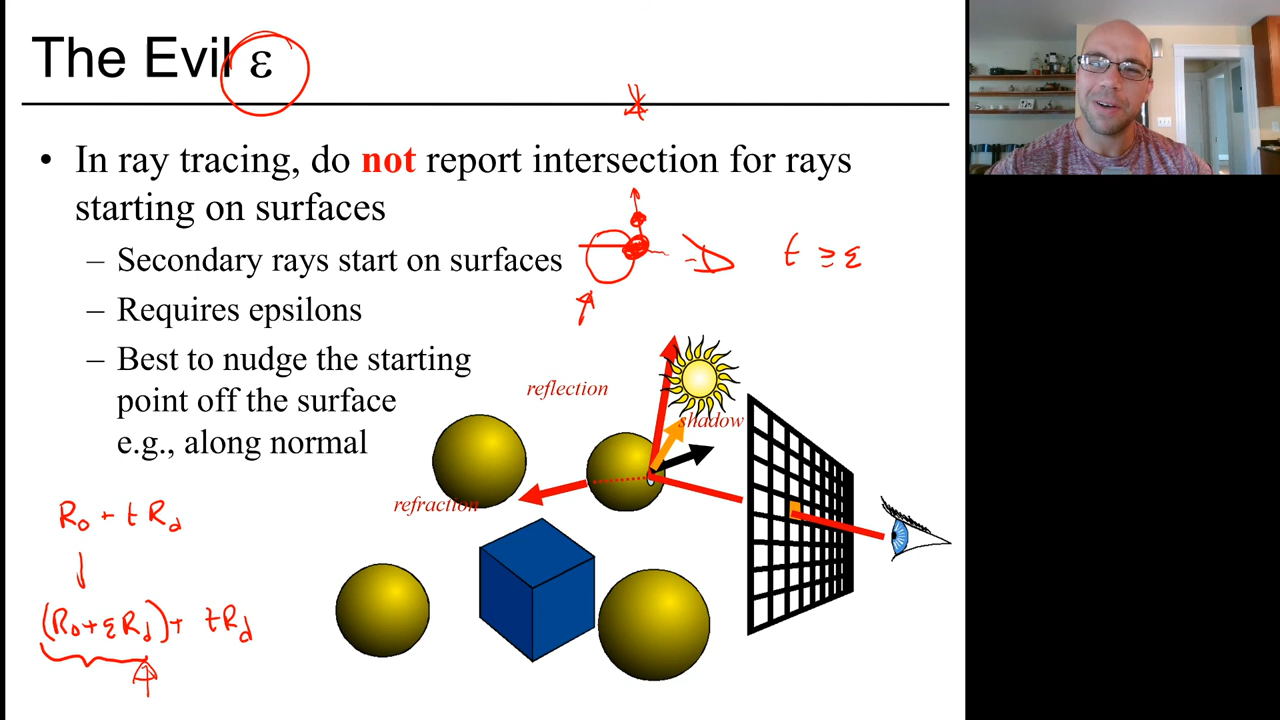 The Evil ε
• In ray tracing, do not report intersection for rays
starting on surfaces
– Secondary rays start on surfaces
– Requires epsilons
– Best to nudge the starting
point off the surface
e.g., along normal
t ≥ ε
reflection
shadow
refraction
R₀ + t R_d
(R₀ + ε R_d) + t R_d